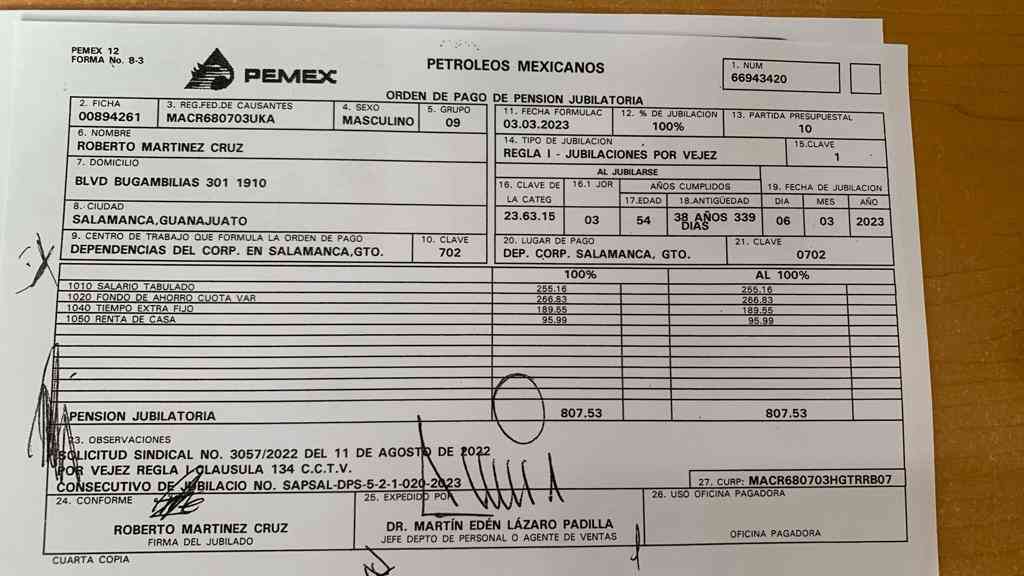 PEMEX 12
FORMA No. 8-3
PEMEX
PETROLEOS MEXICANOS
ORDEN DE PAGO DE PENSION JUBILATORIA
1. NUM
66943420
2. FICHA
00894261
3. REG.FED.DE CAUSANTES
MACR680703UKA
4. SEXO
MASCULINO
5. GRUPO
09
11. FECHA FORMULAC
03.03.2023
12. % DE JUBILACION
100%
13. PARTIDA PRESUPUESTAL
10
6. NOMBRE
ROBERTO MARTINEZ CRUZ
14. TIPO DE JUBILACION
REGLA I - JUBILACIONES POR VEJEZ
15.CLAVE
1
7. DOMICILIO
BLVD BUGAMBILIAS 301 1910
AL JUBILARSE
16. CLAVE DE LA CATEG
23.63.15
16.1 JOR
03
AÑOS CUMPLIDOS
17.EDAD
54
18.ANTIGÜEDAD
38 AÑOS 339 DIAS
19. FECHA DE JUBILACION
DIA MES AÑO
06 03 2023
8. CIUDAD
SALAMANCA,GUANAJUATO
9. CENTRO DE TRABAJO QUE FORMULA LA ORDEN DE PAGO
DEPENDENCIAS DEL CORP. EN SALAMANCA,GTO.
10. CLAVE
702
20. LUGAR DE PAGO
DEP. CORP. SALAMANCA, GTO.
21. CLAVE
0702
100% AL 100%
1010 SALARIO TABULADO 255.16 255.16
1020 FONDO DE AHORRO CUOTA VAR 266.83 266.83
1040 TIEMPO EXTRA FIJO 189.55 189.55
1050 RENTA DE CASA 95.99 95.99
PENSION JUBILATORIA 807.53 807.53
23. OBSERVACIONES
SOLICITUD SINDICAL NO. 3057/2022 DEL 11 DE AGOSTO DE 2022
POR VEJEZ REGLA I CLAUSULA 134 C.C.T.V.
CONSECUTIVO DE JUBILACIO NO. SAPSAL-DPS-5-2-1-020-2023
27. CURP: MACR680703HGTRRB07
24. CONFORME
ROBERTO MARTINEZ CRUZ
FIRMA DEL JUBILADO
25. EXPEDIDO POR
DR. MARTÍN EDÉN LÁZARO PADILLA
JEFE DEPTO DE PERSONAL O AGENTE DE VENTAS
26. USO OFICINA PAGADORA
OFICINA PAGADORA
CUARTA COPIA